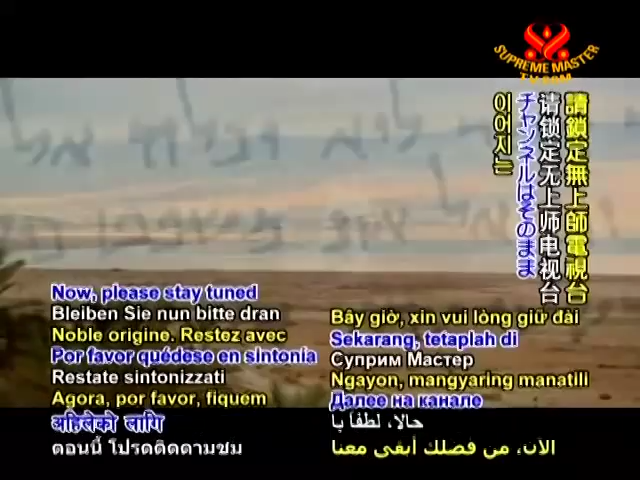 SUPREME MASTER
TV.COM
請鎖定無上師電視台
请锁定无上师电视台
チャンネルはそのまま
이어지는
Now, please stay tuned
Bleiben Sie nun bitte dran
Noble origine. Restez avec
Por favor quédese en sintonia
Restate sintonizzati
Agora, por favor, fiquem
अहिलेको लागि
ตอนนี้ โปรดติดตามชม
Bây giờ, xin vui lòng giữ đài
Sekarang, tetaplah di
Суприм Мастер
Ngayon, mangyaring manatili
Далее на канале
حالا، لطفاً با
الآن، من فضلك أبقى معنا